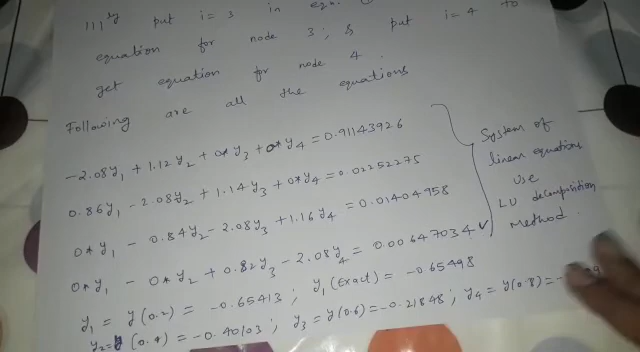 lllly put i = 3 in eqn.
equation for node 3, & put i = 4 to
get equation for node 4.
Following are all the equations
-2.08y₁ + 1.12y₂ + 0*y₃ + 0*y₄ = 0.91143926
0.86y₁ - 2.08y₂ + 1.14y₃ + 0*y₄ = 0.02252275
0*y₁ - 0.84y₂ - 2.08y₃ + 1.16y₄ = 0.01404958
0*y₁ - 0*y₂ + 0.82y₃ - 2.08y₄ = 0.00647034
System of
linear equations
Use
LU decomposition
Method.
y₁ = y(0.2) = -0.65413 ; y₁(Exact) = -0.65498
y₂ = y(0.4) = -0.40103 ; y₃ = y(0.6) = -0.21848 ; y₄ = y(0.8) = -